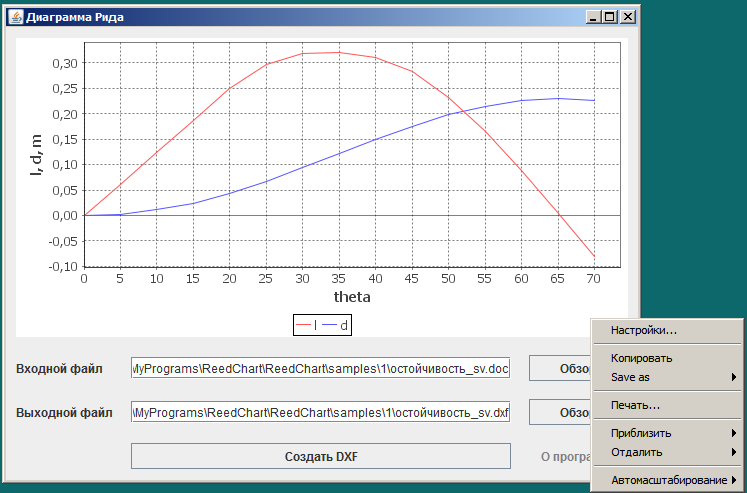 Диаграмма Рида
0,30
0,25
0,20
0,15
0,10
0,05
0,00
-0,05
-0,10
l, d, m
0 5 10 15 20 25 30 35 40 45 50 55 60 65 70
theta
l d
Входной файл
MyPrograms\ReedChart\ReedChart\samples\1\остойчивость_sv.doc
Обзо
Выходной файл
\MyPrograms\ReedChart\ReedChart\samples\1\остойчивость_sv.dxf
Обзо
Создать DXF
О програ
Настройки...
Копировать
Save as
Печать...
Приблизить
Отдалить
Автомасштабирование